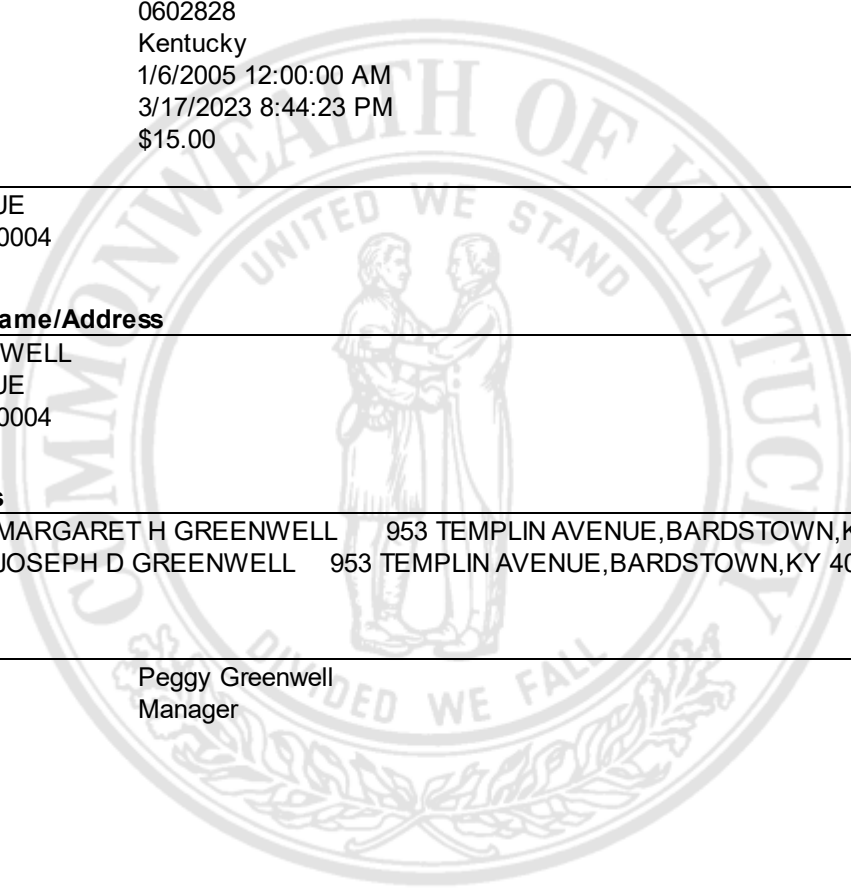 0602828
Kentucky
1/6/2005 12:00:00 AM
3/17/2023 8:44:23 PM
$15.00
UE
0004
ame/Address
WELL
UE
0004
s
MARGARET H GREENWELL 953 TEMPLIN AVENUE,BARDSTOWN,K
JOSEPH D GREENWELL 953 TEMPLIN AVENUE,BARDSTOWN,KY 40
Peggy Greenwell
Manager
COMMONWEALTH OF KENTUCKY
UNITED WE STAND
DIVIDED WE FALL